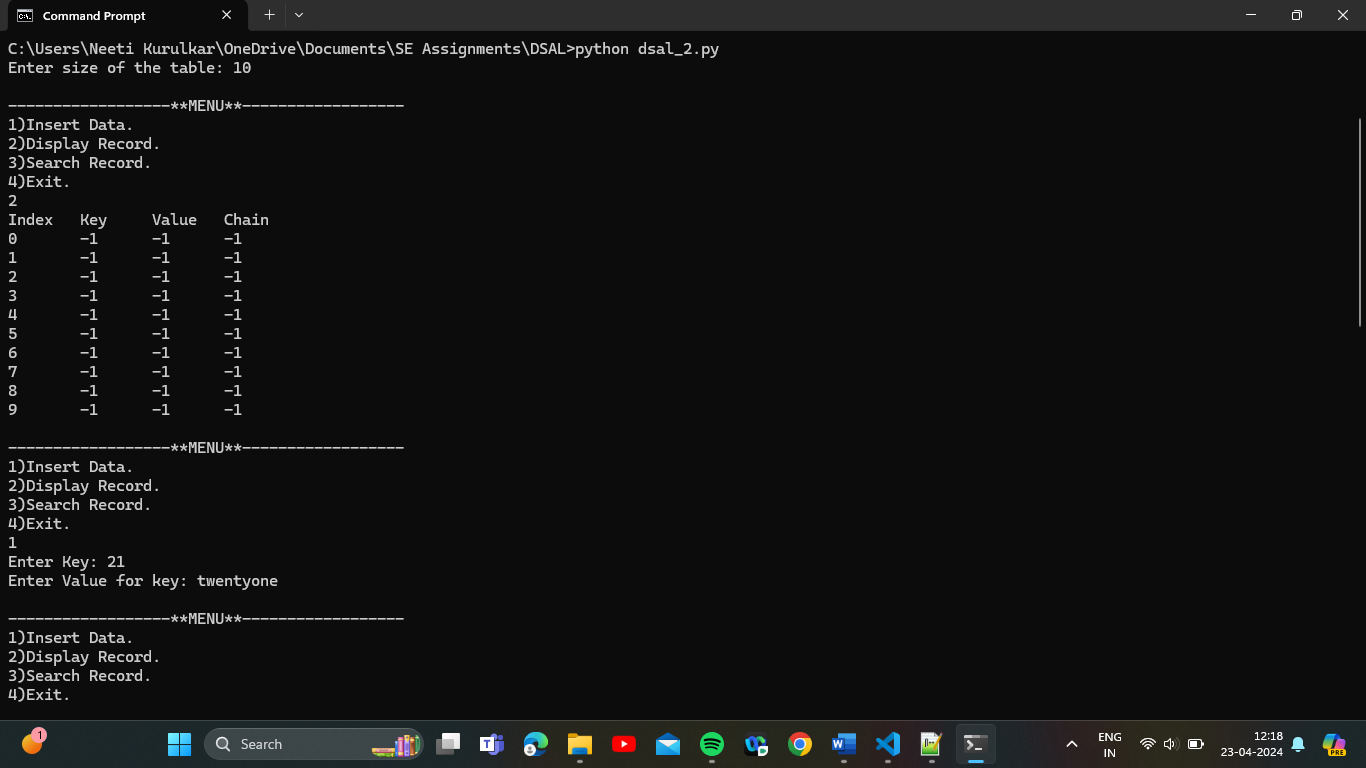 Command Prompt
C:\Users\Neeti Kurulkar\OneDrive\Documents\SE Assignments\DSAL>python dsal_2.py
Enter size of the table: 10
------------------**MENU**------------------
1)Insert Data.
2)Display Record.
3)Search Record.
4)Exit.
2
Index Key Value Chain
0 -1 -1 -1
1 -1 -1 -1
2 -1 -1 -1
3 -1 -1 -1
4 -1 -1 -1
5 -1 -1 -1
6 -1 -1 -1
7 -1 -1 -1
8 -1 -1 -1
9 -1 -1 -1
------------------**MENU**------------------
1)Insert Data.
2)Display Record.
3)Search Record.
4)Exit.
1
Enter Key: 21
Enter Value for key: twentyone
------------------**MENU**------------------
1)Insert Data.
2)Display Record.
3)Search Record.
4)Exit.
1
Search
ENG
IN
12:18
23-04-2024
PRE